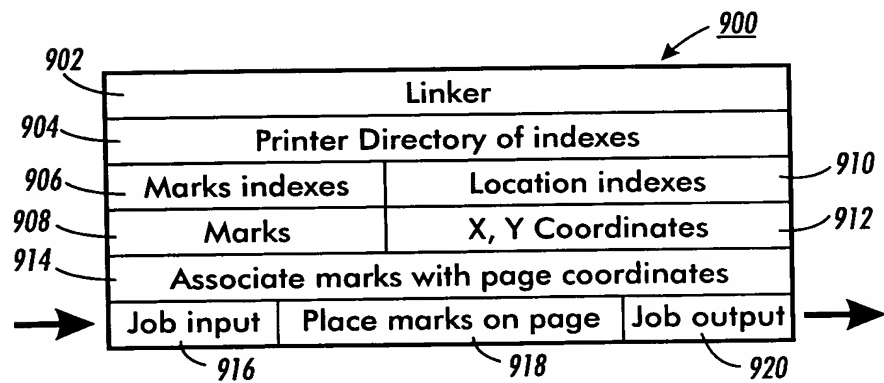 900
902
Linker
904
Printer Directory of indexes
906
Marks indexes
Location indexes
910
908
Marks
X, Y Coordinates
912
914
Associate marks with page coordinates
Job input
Place marks on page
Job output
916
918
920